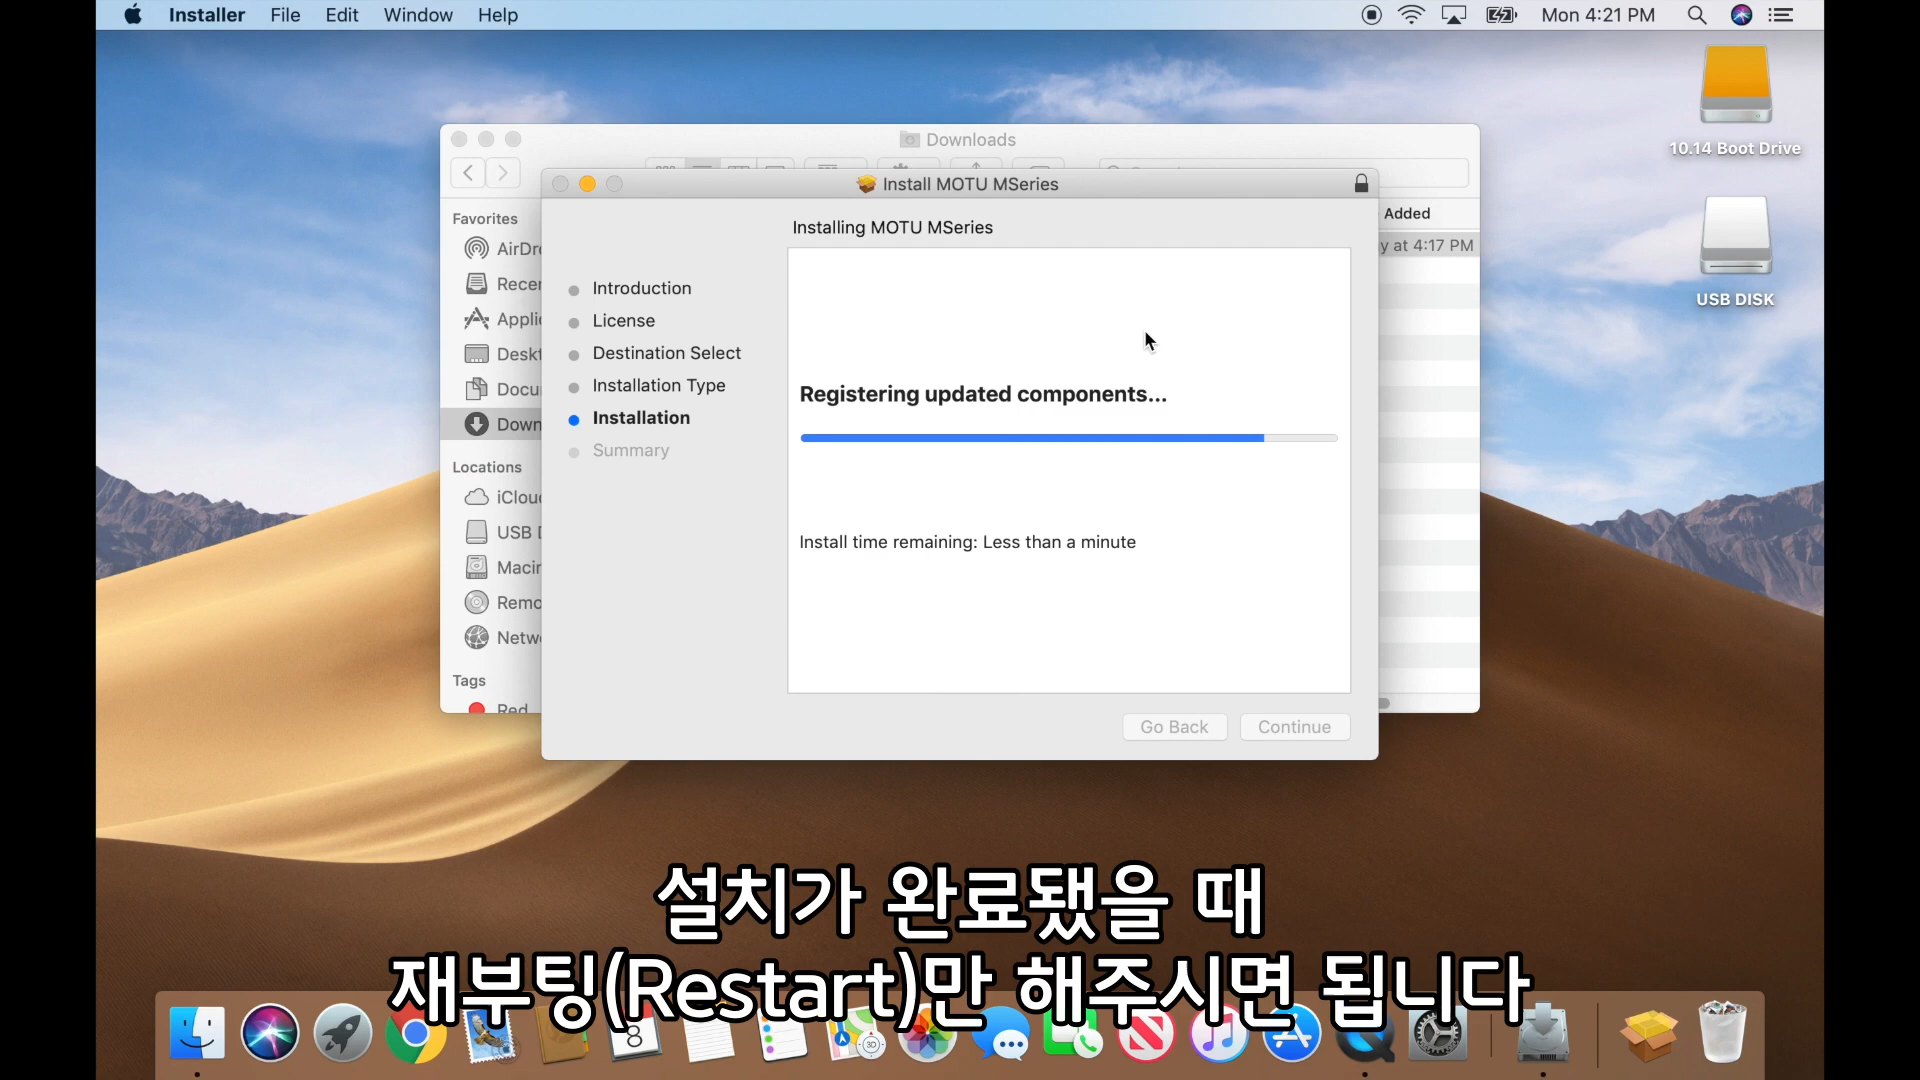 Installer File Edit Window Help Mon 4:21 PM
10.14 Boot Drive
USB DISK
Downloads
Install MOTU MSeries
Added
y at 4:17 PM
Favorites
AirDr
Recer
Appli
Deskt
Docu
Down
Locations
iClou
USB
Macin
Remo
Netw
Tags
Red
Installing MOTU MSeries
Introduction
License
Destination Select
Installation Type
Installation
Summary
Registering updated components...
Install time remaining: Less than a minute
Go Back Continue
설치가 완료됐을 때
재부팅(Restart)만 해주시면 됩니다
8
3D